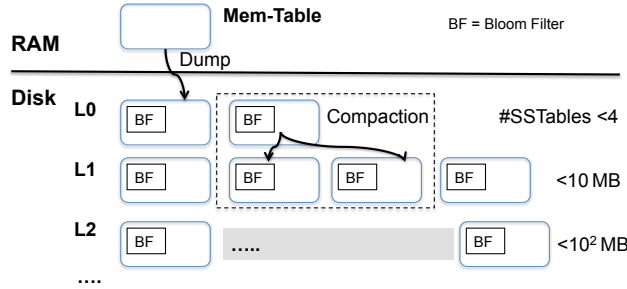 Mem-Table
BF = Bloom Filter
RAM
Dump
Disk
L0
BF
BF
Compaction
#SSTables <4
L1
BF
BF
BF
BF
<10 MB
L2
BF
.....
BF
<10² MB
....